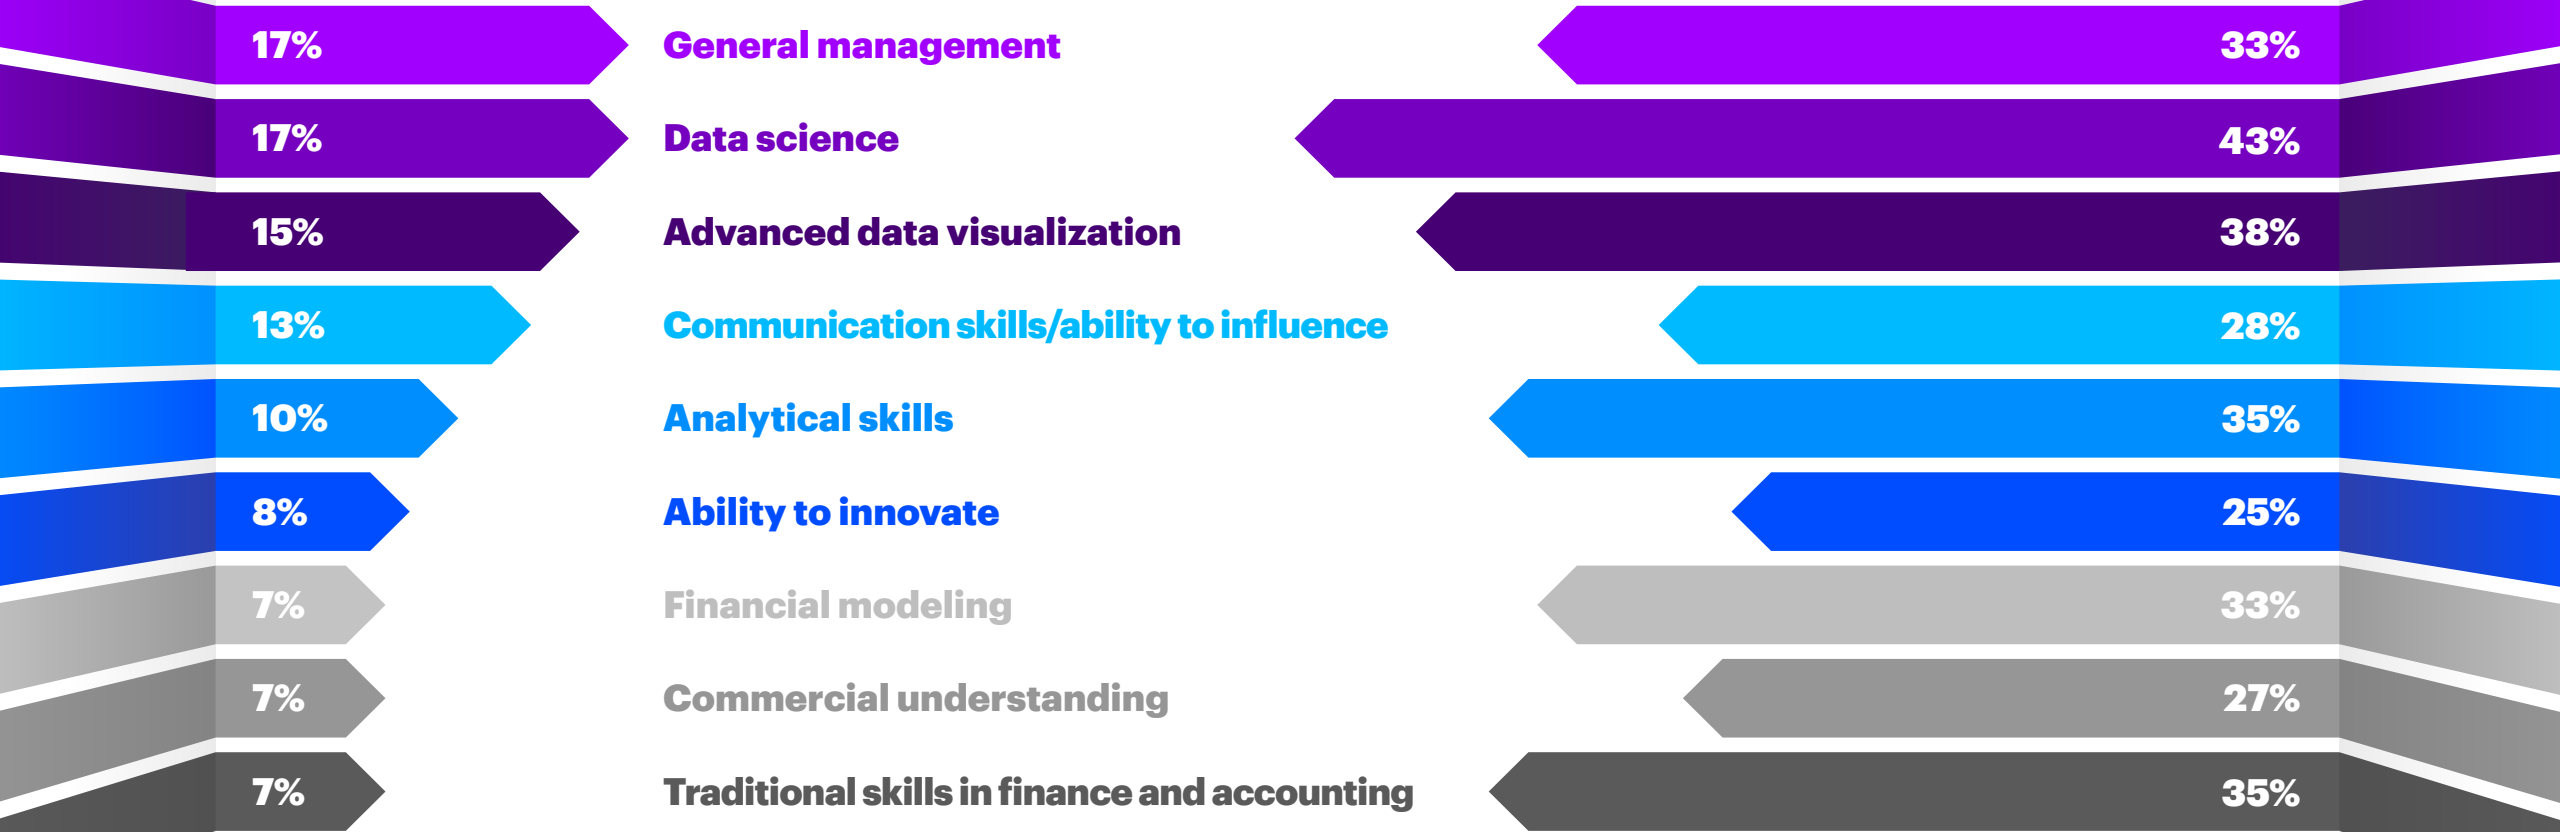 17% General management 33%
17% Data science 43%
15% Advanced data visualization 38%
13% Communication skills/ability to influence 28%
10% Analytical skills 35%
8% Ability to innovate 25%
7% Financial modeling 33%
7% Commercial understanding 27%
7% Traditional skills in finance and accounting 35%